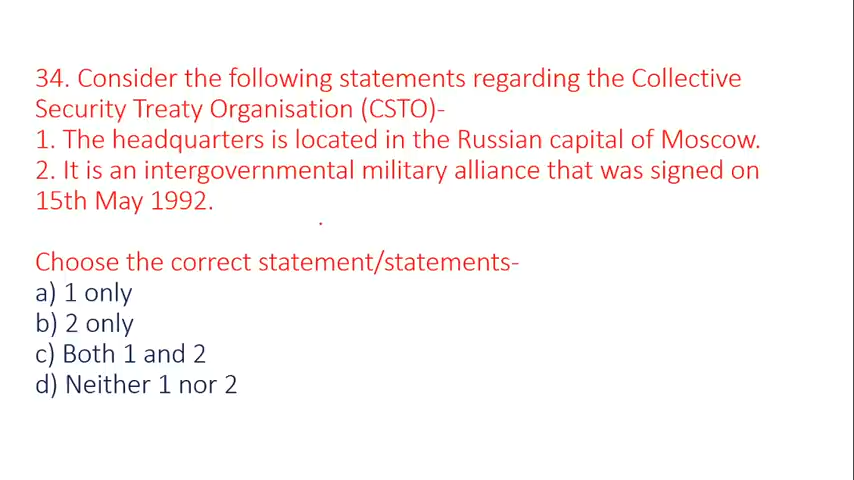 34. Consider the following statements regarding the Collective
Security Treaty Organisation (CSTO)-
1. The headquarters is located in the Russian capital of Moscow.
2. It is an intergovernmental military alliance that was signed on
15th May 1992.
Choose the correct statement/statements-
a) 1 only
b) 2 only
c) Both 1 and 2
d) Neither 1 nor 2